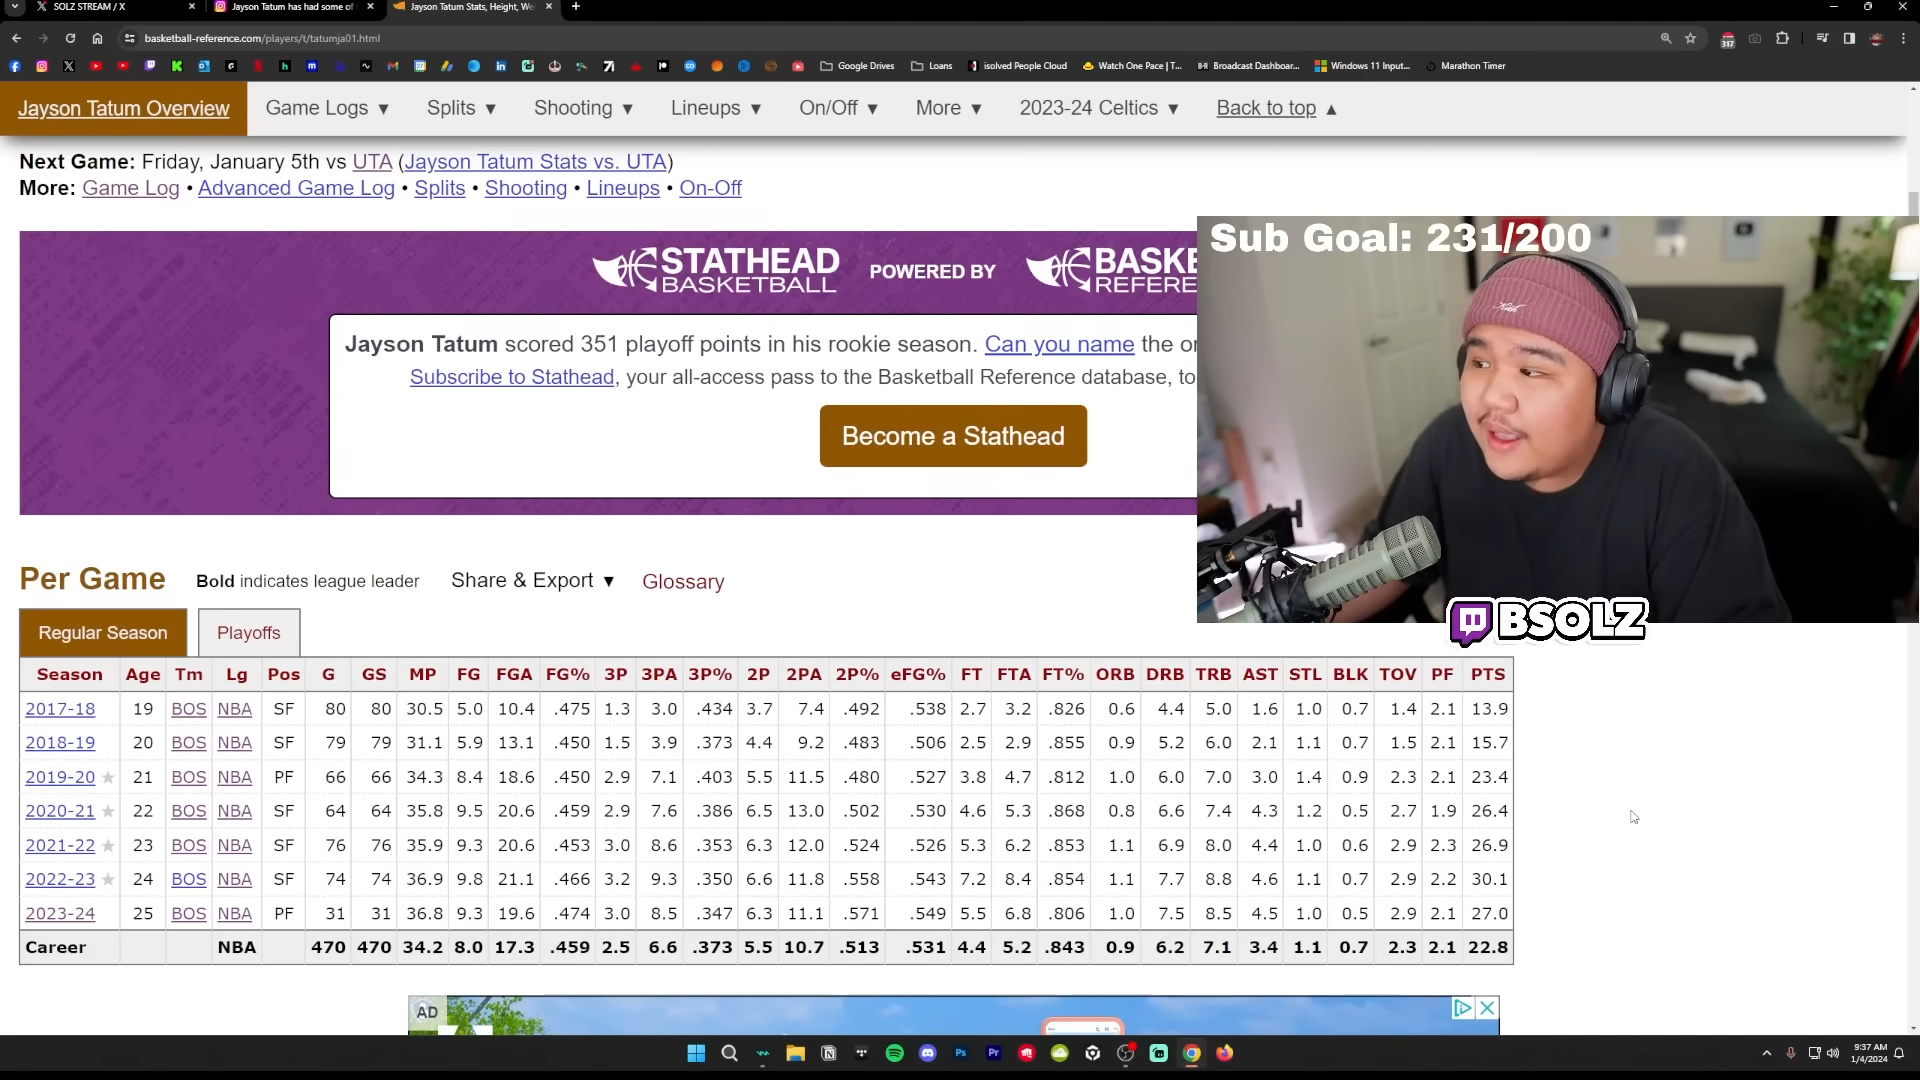 SOLZ STREAM / X
Jayson Tatum has had some of
Jayson Tatum Stats, Height, We
basketball-reference.com/players/t/tatumja01.html
317
Google Drives
Loans
isolved People Cloud
Watch One Pace | T...
Broadcast Dashboar...
Windows 11 Input...
Marathon Timer
Jayson Tatum Overview Game Logs ▼ Splits ▼ Shooting ▼ Lineups ▼ On/Off ▼ More ▼ 2023-24 Celtics ▼ Back to top ▲
Next Game: Friday, January 5th vs UTA (Jayson Tatum Stats vs. UTA)
More: Game Log • Advanced Game Log • Splits • Shooting • Lineups • On-Off
Sub Goal: 231/200
STATHEAD
BASKETBALL
POWERED BY
BASKE
REFERE
Jayson Tatum scored 351 playoff points in his rookie season. Can you name the or
Subscribe to Stathead, your all-access pass to the Basketball Reference database, to
Become a Stathead
BSOLZ
Per Game Bold indicates league leader Share & Export ▼ Glossary
Regular Season Playoffs
Season Age Tm Lg Pos G GS MP FG FGA FG% 3P 3PA 3P% 2P 2PA 2P% eFG% FT FTA FT% ORB DRB TRB AST STL BLK TOV PF PTS
2017-18 19 BOS NBA SF 80 80 30.5 5.0 10.4 .475 1.3 3.0 .434 3.7 7.4 .492 .538 2.7 3.2 .826 0.6 4.4 5.0 1.6 1.0 0.7 1.4 2.1 13.9
2018-19 20 BOS NBA SF 79 79 31.1 5.9 13.1 .450 1.5 3.9 .373 4.4 9.2 .483 .506 2.5 2.9 .855 0.9 5.2 6.0 2.1 1.1 0.7 1.5 2.1 15.7
2019-20 ★ 21 BOS NBA PF 66 66 34.3 8.4 18.6 .450 2.9 7.1 .403 5.5 11.5 .480 .527 3.8 4.7 .812 1.0 6.0 7.0 3.0 1.4 0.9 2.3 2.1 23.4
2020-21 ★ 22 BOS NBA SF 64 64 35.8 9.5 20.6 .459 2.9 7.6 .386 6.5 13.0 .502 .530 4.6 5.3 .868 0.8 6.6 7.4 4.3 1.2 0.5 2.7 1.9 26.4
2021-22 ★ 23 BOS NBA SF 76 76 35.9 9.3 20.6 .453 3.0 8.6 .353 6.3 12.0 .524 .526 5.3 6.2 .853 1.1 6.9 8.0 4.4 1.0 0.6 2.9 2.3 26.9
2022-23 ★ 24 BOS NBA SF 74 74 36.9 9.8 21.1 .466 3.2 9.3 .350 6.6 11.8 .558 .543 7.2 8.4 .854 1.1 7.7 8.8 4.6 1.1 0.7 2.9 2.2 30.1
2023-24 25 BOS NBA PF 31 31 36.8 9.3 19.6 .474 3.0 8.5 .347 6.3 11.1 .571 .549 5.5 6.8 .806 1.0 7.5 8.5 4.5 1.0 0.5 2.9 2.1 27.0
Career NBA 470 470 34.2 8.0 17.3 .459 2.5 6.6 .373 5.5 10.7 .513 .531 4.4 5.2 .843 0.9 6.2 7.1 3.4 1.1 0.7 2.3 2.1 22.8
AD
Ps
Pr
9:37 AM
1/4/2024